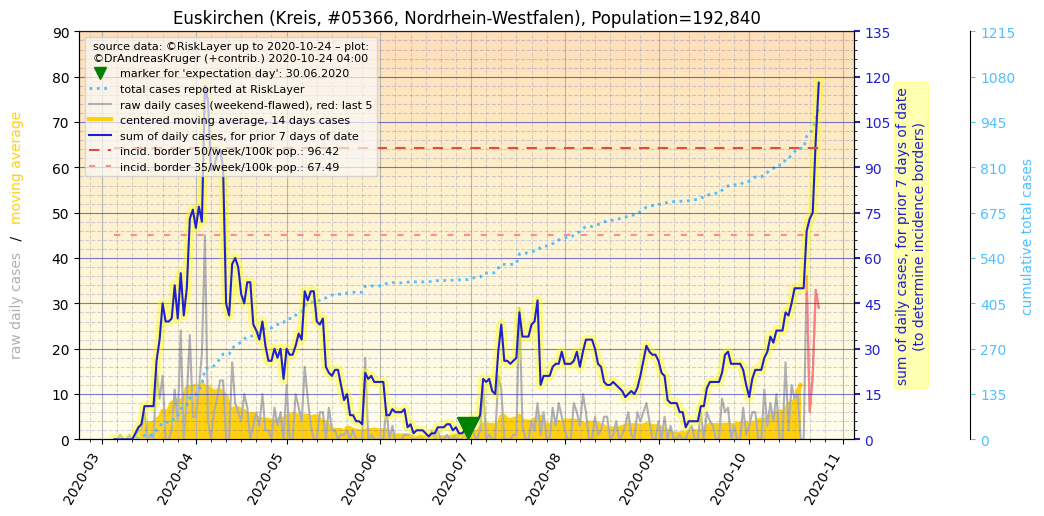 Euskirchen (Kreis, #05366, Nordrhein-Westfalen), Population=192,840
source data: ©RiskLayer up to 2020-10-24 – plot:
©DrAndreasKruger (+contrib.) 2020-10-24 04:00
marker for 'expectation day': 30.06.2020
total cases reported at RiskLayer
raw daily cases (weekend-flawed), red: last 5
centered moving average, 14 days cases
sum of daily cases, for prior 7 days of date
incid. border 50/week/100k pop.: 96.42
incid. border 35/week/100k pop.: 67.49
raw daily cases / moving average
90
80
70
60
50
40
30
20
10
0
135
120
105
90
75
60
45
30
15
0
sum of daily cases, for prior 7 days of date
(to determine incidence borders)
1215
1080
945
810
675
540
405
270
135
0
cumulative total cases
2020-03
2020-04
2020-05
2020-06
2020-07
2020-08
2020-09
2020-10
2020-11